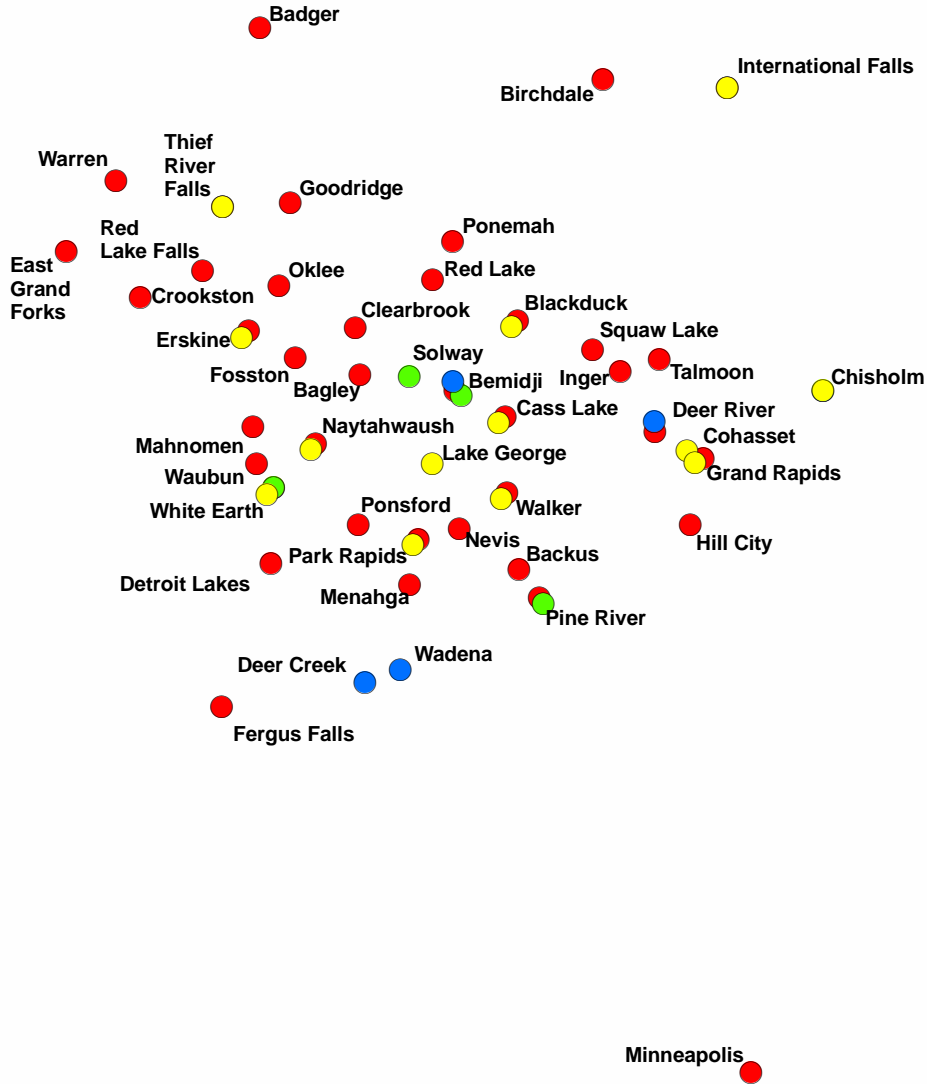 Badger
International Falls
Birchdale
Thief
River
Falls
Warren
Goodridge
Red
Lake Falls
Ponemah
East
Grand
Forks
Oklee
Red Lake
Crookston
Clearbrook
Blackduck
Erskine
Squaw Lake
Solway
Fosston
Bagley
Bemidji
Inger
Talmoon
Chisholm
Cass Lake
Deer River
Naytahwaush
Mahnomen
Cohasset
Lake George
Waubun
Grand Rapids
White Earth
Ponsford
Walker
Nevis
Hill City
Park Rapids
Backus
Detroit Lakes
Menahga
Pine River
Wadena
Deer Creek
Fergus Falls
Minneapolis